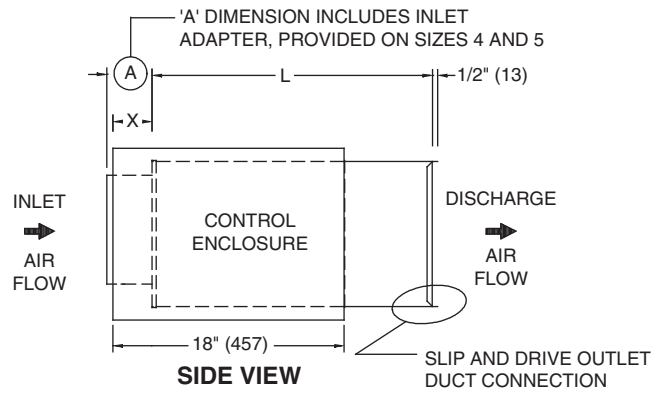 'A' DIMENSION INCLUDES INLET
ADAPTER, PROVIDED ON SIZES 4 AND 5
A
L
1/2" (13)
X
INLET
AIR
FLOW
CONTROL
ENCLOSURE
DISCHARGE
AIR
FLOW
18" (457)
SIDE VIEW
SLIP AND DRIVE OUTLET
DUCT CONNECTION